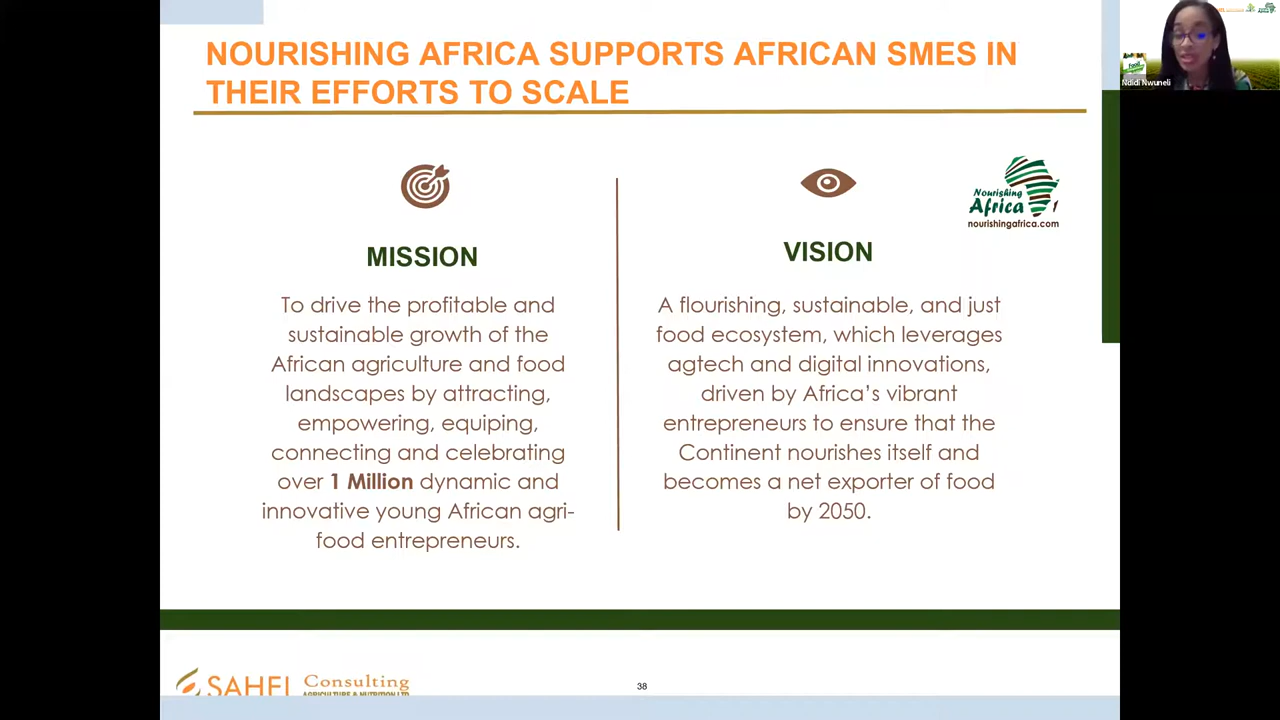 NOURISHING AFRICA SUPPORTS AFRICAN SMES IN
THEIR EFFORTS TO SCALE
MISSION
To drive the profitable and
sustainable growth of the
African agriculture and food
landscapes by attracting,
empowering, equiping,
connecting and celebrating
over 1 Million dynamic and
innovative young African agri-
food entrepreneurs.
VISION
A flourishing, sustainable, and just
food ecosystem, which leverages
agtech and digital innovations,
driven by Africa's vibrant
entrepreneurs to ensure that the
Continent nourishes itself and
becomes a net exporter of food
by 2050.
Nourishing
Africa
nourishingafrica.com
SAHEL Consulting
AGRICULTURE & NUTRITION LTD
38
Food
Ndidi Nwuneli